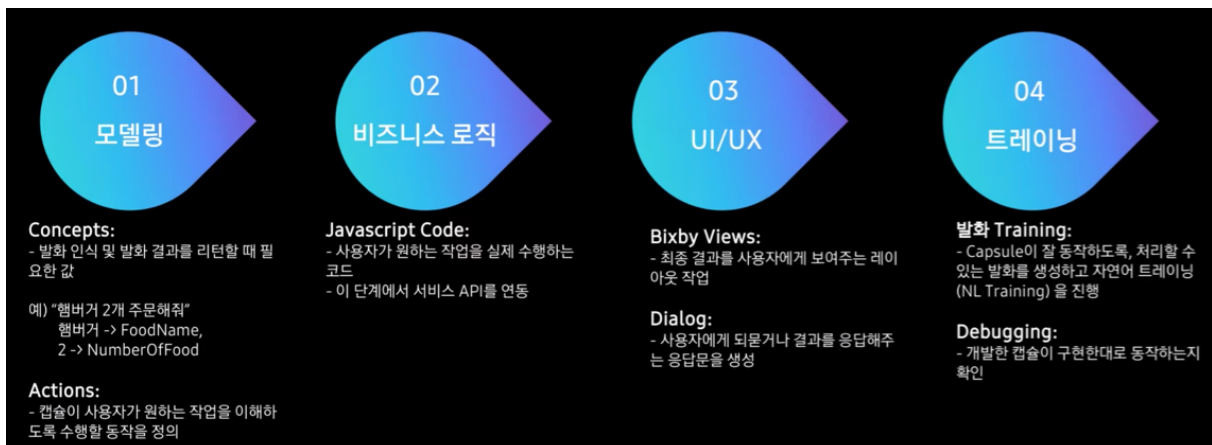 01
모델링
Concepts:
- 발화 인식 및 발화 결과를 리턴할 때 필
요한 값
예) “햄버거 2개 주문해줘”
햄버거 -> FoodName,
2 -> NumberOfFood
Actions:
- 캡슐이 사용자가 원하는 작업을 이해하
도록 수행할 동작을 정의
02
비즈니스 로직
Javascript Code:
- 사용자가 원하는 작업을 실제 수행하는
코드
- 이 단계에서 서비스 API를 연동
03
UI/UX
Bixby Views:
- 최종 결과를 사용자에게 보여주는 레이
아웃 작업
Dialog:
- 사용자에게 되묻거나 결과를 응답해주
는 응답문을 생성
04
트레이닝
발화 Training:
- Capsule이 잘 동작하도록, 처리할 수
있는 발화를 생성하고 자연어 트레이닝
(NL Training) 을 진행
Debugging:
- 개발한 캡슐이 구현한대로 동작하는지
확인